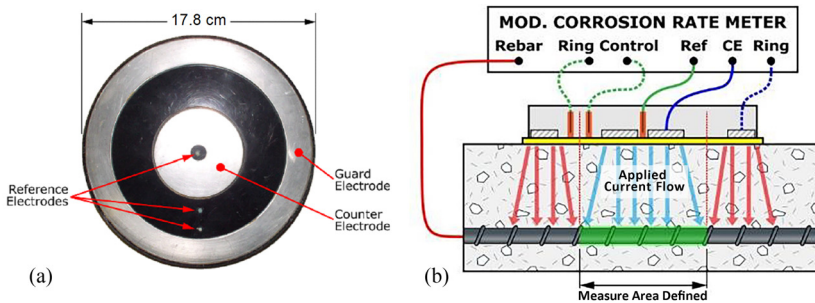 17.8 cm
Reference
Electrodes
Guard
Electrode
Counter
Electrode
(a)
MOD. CORROSION RATE METER
Rebar Ring Control Ref CE Ring
Applied
Current Flow
(b)
Measure Area Defined